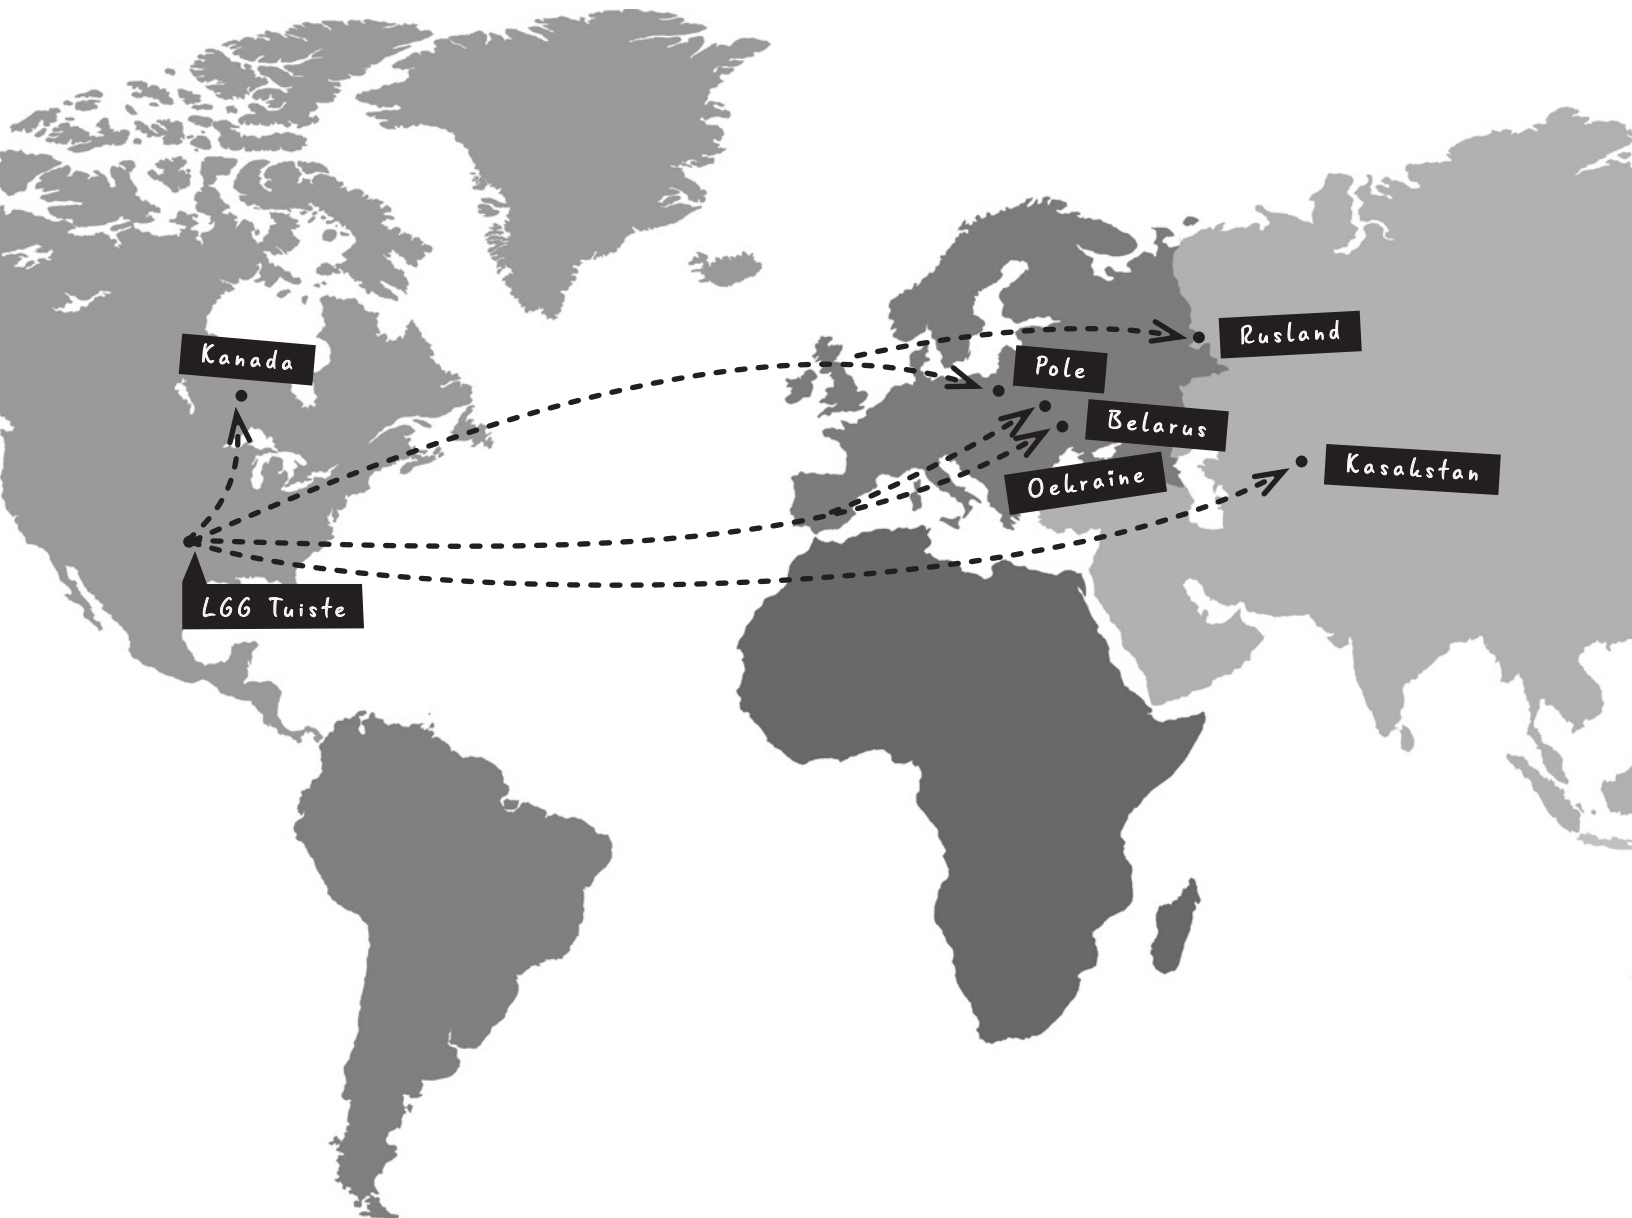 Kanada
Rusland
Pole
Belarus
Oekraine
Kasakstan
LGG Tuiste